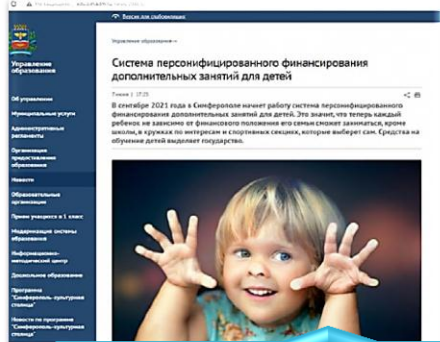 Версия для слабовидящих
Управление образования
Управление образования —
Система персонифицированного финансирования
дополнительных занятий для детей
17:25
В сентябре 2021 года в Симферополе начнет работу система персонифицированного
финансирования дополнительных занятий для детей. Это значит, что теперь каждый
ребенок не зависимо от финансового положения его семьи сможет заниматься, кроме
школы, в кружках по интересам и спортивных секциях, которые выберет сам. Средства на
обучение детей выделяет государство.
Об управлении
Муниципальные услуги
Административные
регламенты
Организация
предоставления
образования
Новости
Образовательные
организации
Прием учащихся в 1 класс
Модернизация системы
образования
Информационно-
методический центр
Дошкольное образование
Программа
"Симферополь-культурная
столица"
Новости по программе
"Симферополь-культурная
столица"